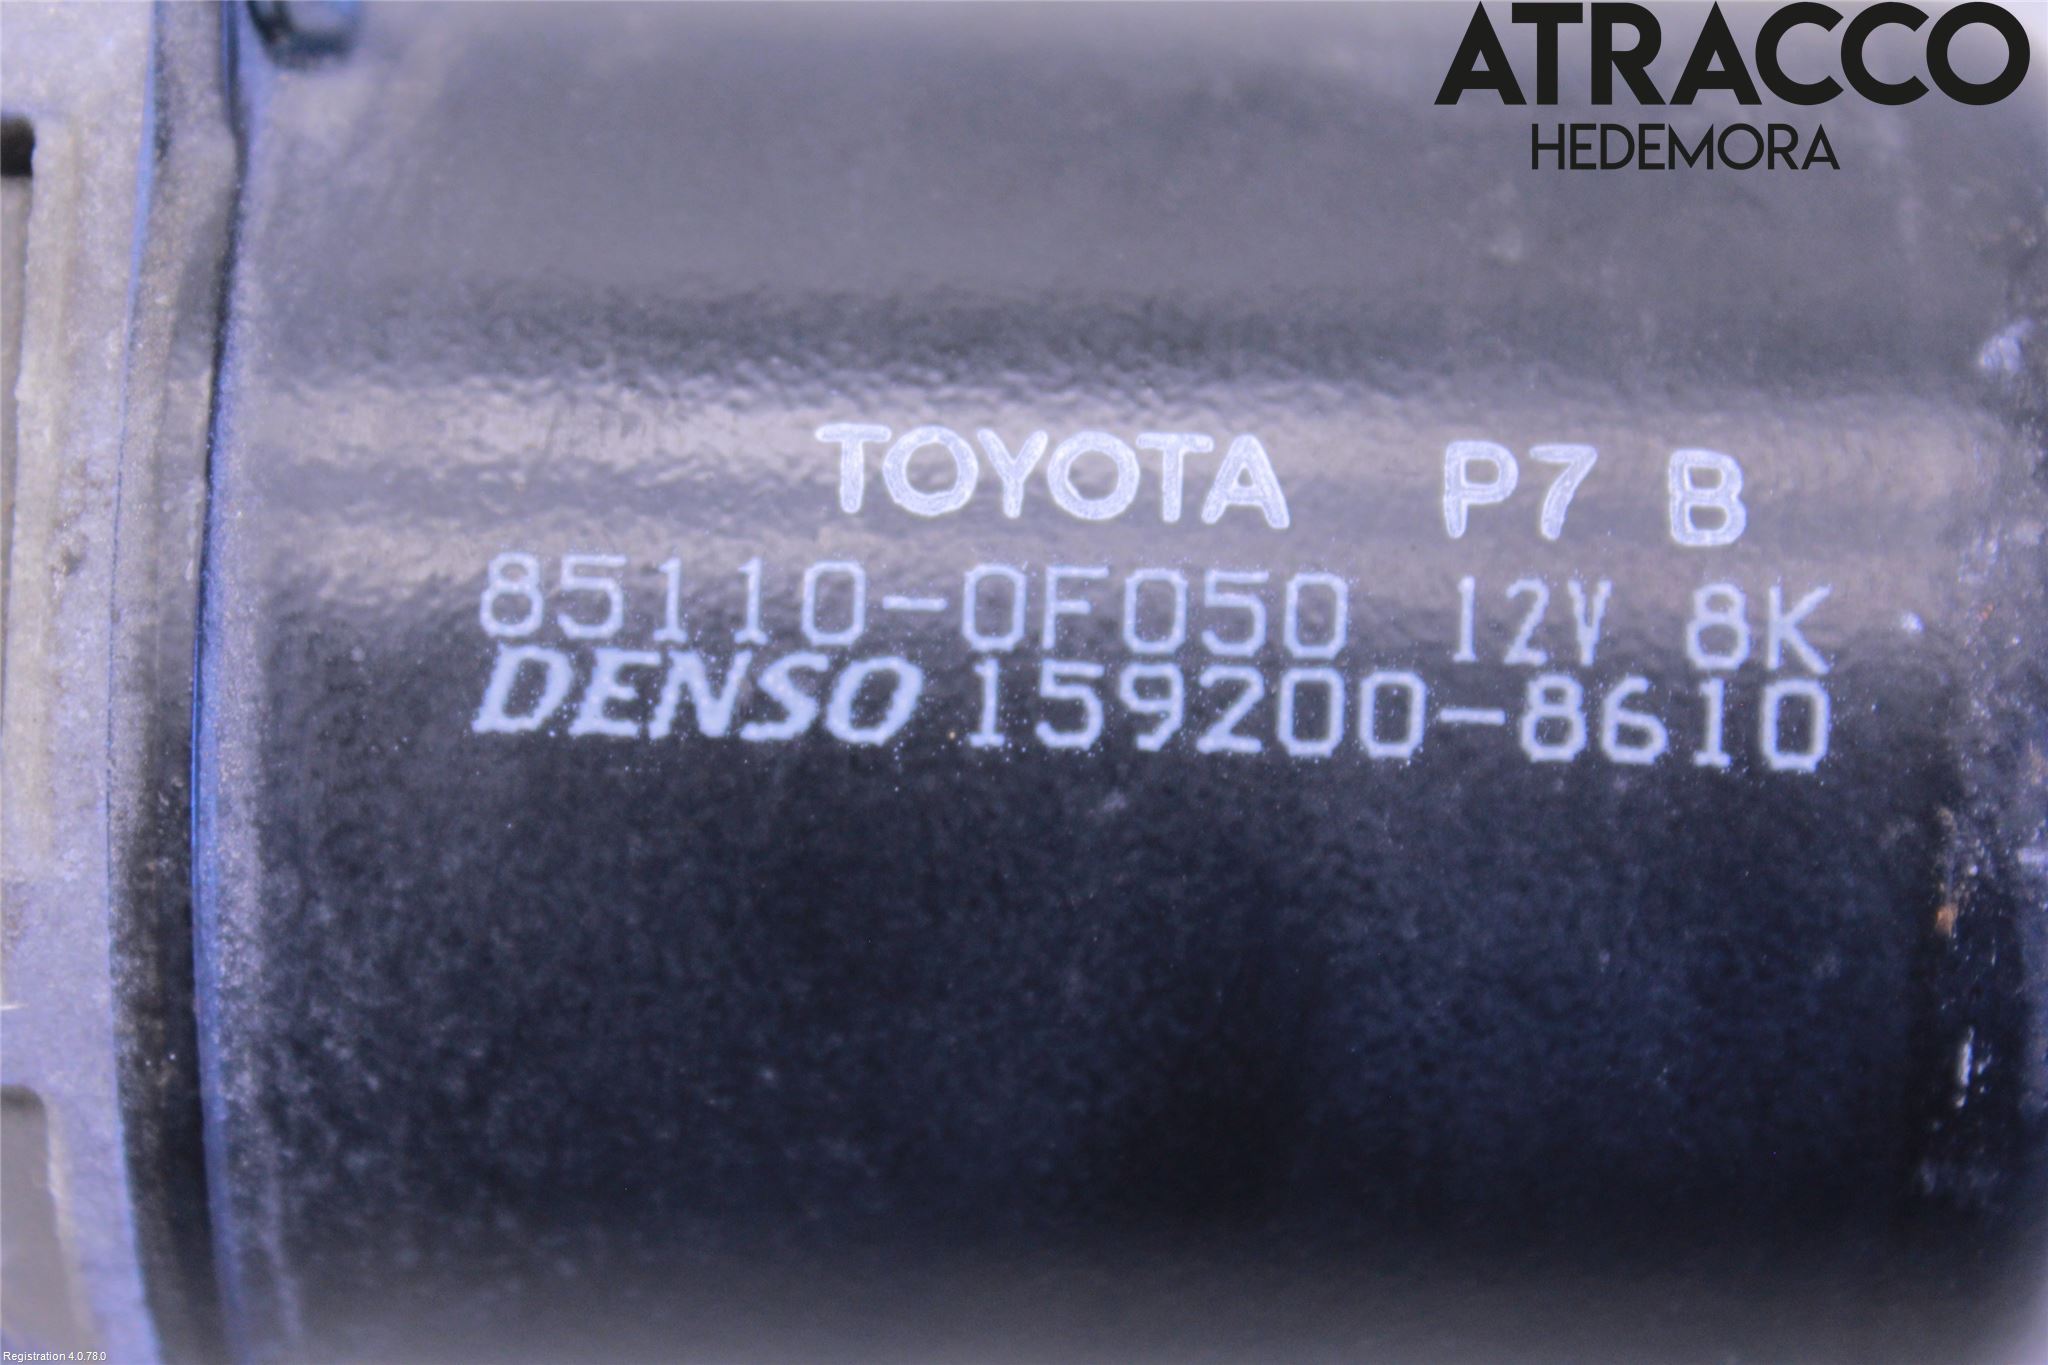 ATRACCO
HEDEMORA
TOYOTA P7 B
85110-0F050 12V 8K
DENSO 159200-8610
Registration 4.0.78.0